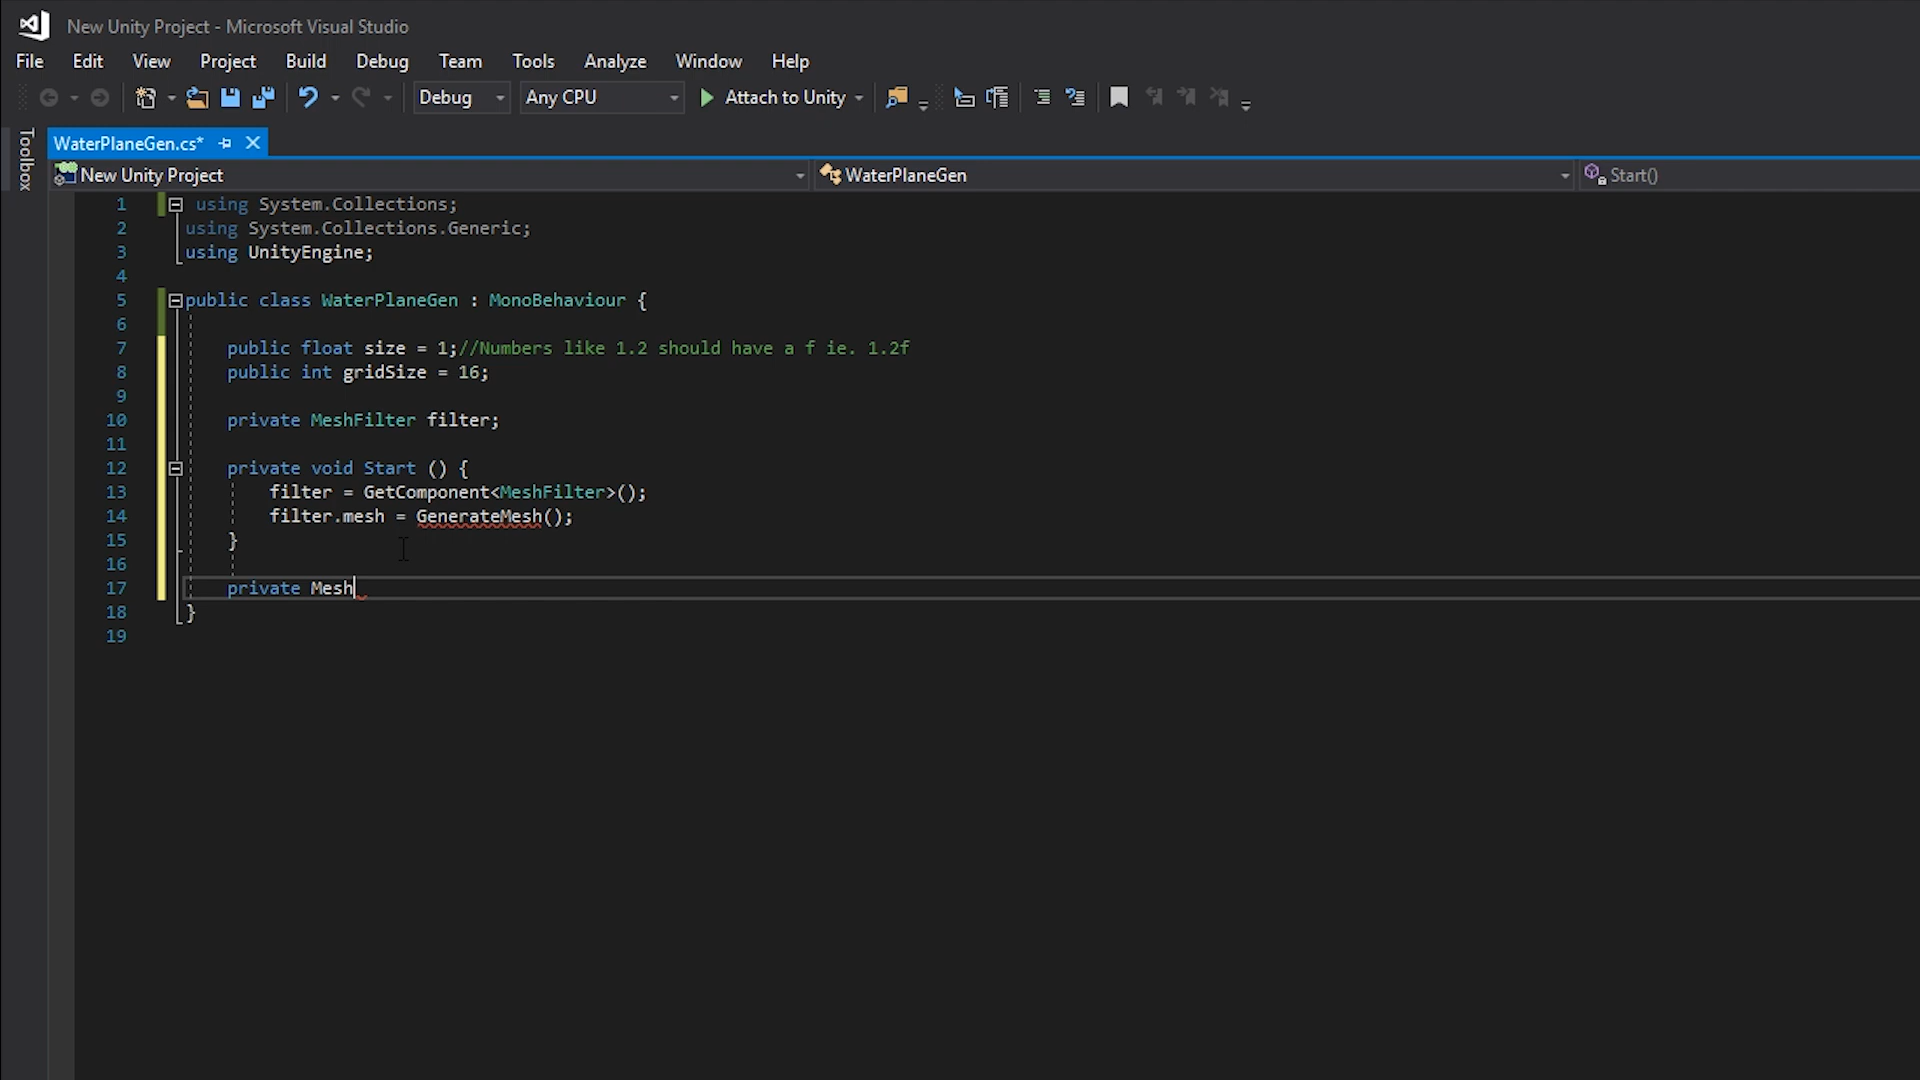 New Unity Project - Microsoft Visual Studio
File Edit View Project Build Debug Team Tools Analyze Window Help
Debug Any CPU Attach to Unity
Toolbox
WaterPlaneGen.cs*
New Unity Project WaterPlaneGen Start()
1 using System.Collections;
2 using System.Collections.Generic;
3 using UnityEngine;
4
5 public class WaterPlaneGen : MonoBehaviour {
6
7 public float size = 1;//Numbers like 1.2 should have a f ie. 1.2f
8 public int gridSize = 16;
9
10 private MeshFilter filter;
11
12 private void Start () {
13 filter = GetComponent<MeshFilter>();
14 filter.mesh = GenerateMesh();
15 }
16
17 private Mesh
18 }
19